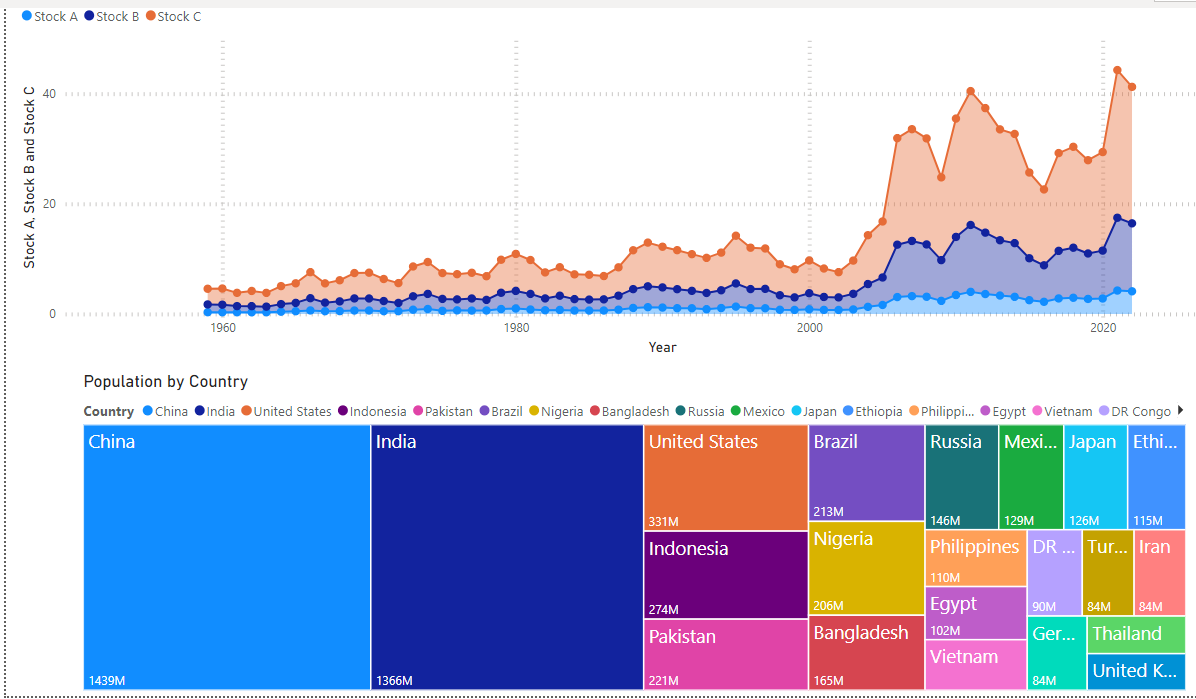 Stock A Stock B Stock C
Stock A, Stock B and Stock C
40
20
0
1960 1980 2000 2020
Year
Population by Country
Country China India United States Indonesia Pakistan Brazil Nigeria Bangladesh Russia Mexico Japan Ethiopia Philippi... Egypt Vietnam DR Congo
China
1439M
India
1366M
United States
331M
Indonesia
274M
Pakistan
221M
Brazil
213M
Nigeria
206M
Bangladesh
165M
Russia
146M
Mexi...
129M
Japan
126M
Ethi...
115M
Philippines
110M
Egypt
102M
Vietnam
DR ...
90M
Tur...
84M
Iran
84M
Ger...
84M
Thailand
United K...